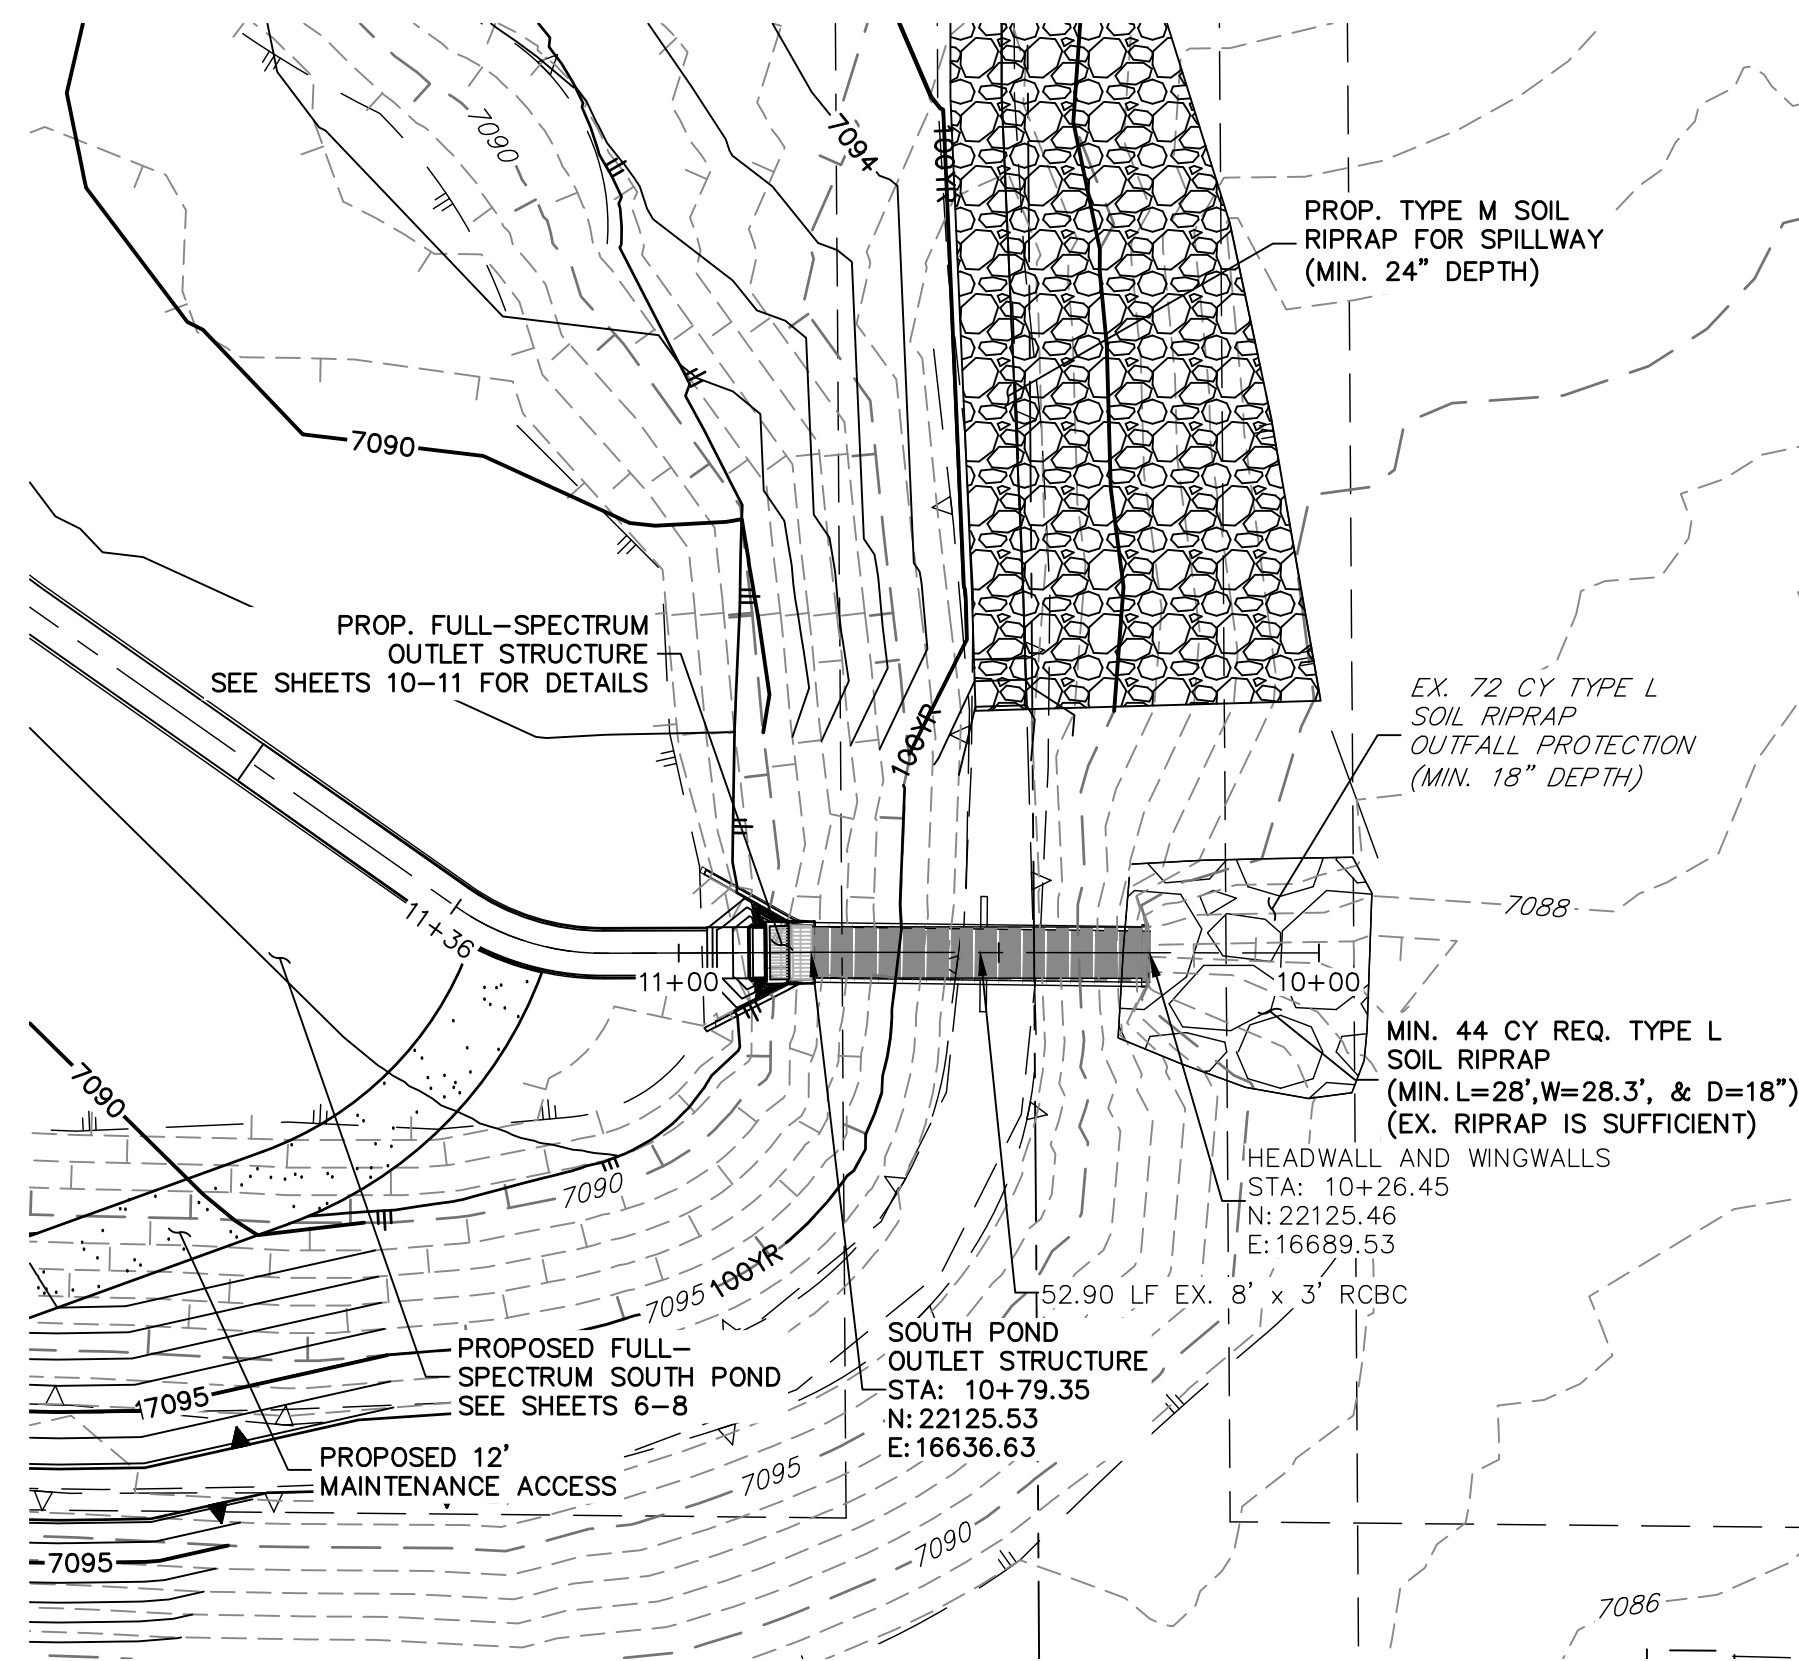 7090
7094
100YR
PROP. TYPE M SOIL
RIPRAP FOR SPILLWAY
(MIN. 24" DEPTH)
7090
PROP. FULL-SPECTRUM
OUTLET STRUCTURE
SEE SHEETS 10-11 FOR DETAILS
EX. 72 CY TYPE L
SOIL RIPRAP
OUTFALL PROTECTION
(MIN. 18" DEPTH)
100YR
7088
11+36
11+00
10+00
MIN. 44 CY REQ. TYPE L
SOIL RIPRAP
(MIN. L=28', W=28.3', & D=18")
(EX. RIPRAP IS SUFFICIENT)
7090
7090
HEADWALL AND WINGWALLS
STA: 10+26.45
N: 22125.46
E: 16689.53
100YR
7095
52.90 LF EX. 8' x 3' RCBC
SOUTH POND
OUTLET STRUCTURE
STA: 10+79.35
N: 22125.53
E: 16636.63
PROPOSED FULL-
SPECTRUM SOUTH POND
SEE SHEETS 6-8
7095
PROPOSED 12'
MAINTENANCE ACCESS
7095
7090
7095
7086